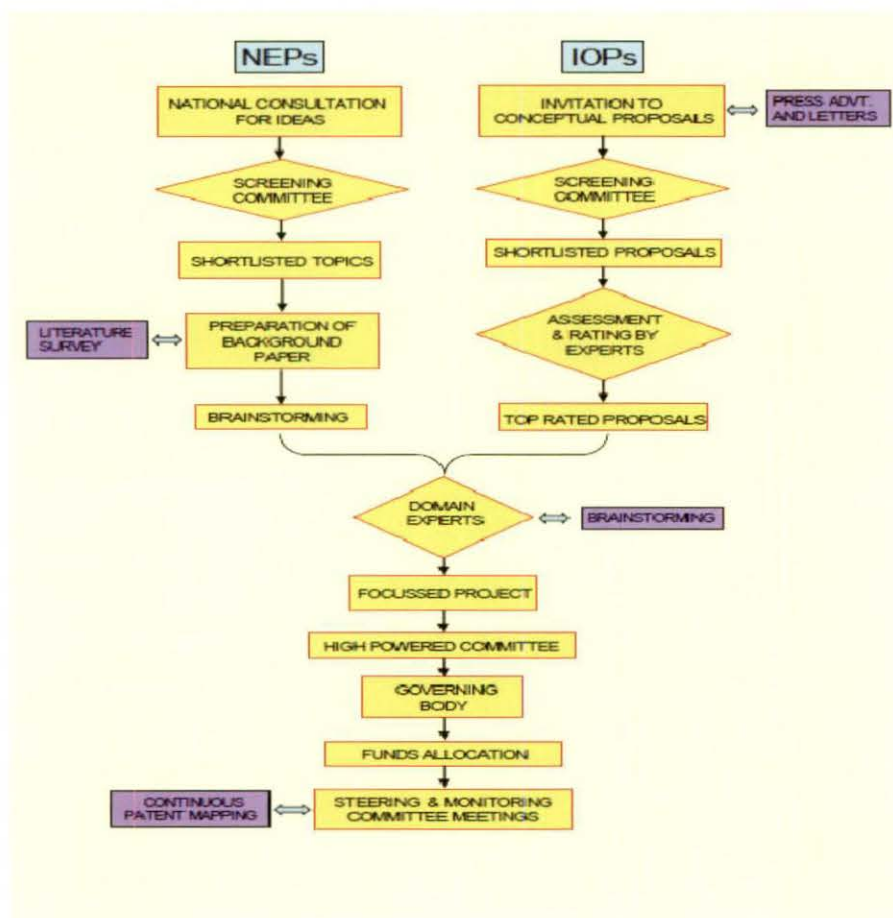 NEPs
NATIONAL CONSULTATION
FOR IDEAS
SCREENING
COMMITTEE
SHORTLISTED TOPICS
LITERATURE
SURVEY
PREPARATION OF
BACKGROUND
PAPER
BRAINSTORMING
IOPs
INVITATION TO
CONCEPTUAL PROPOSALS
PRESS ADVT.
AND LETTERS
SCREENING
COMMITTEE
SHORTLISTED PROPOSALS
ASSESSMENT
& RATING BY
EXPERTS
TOP RATED PROPOSALS
DOMAIN
EXPERTS
BRAINSTORMING
FOCUSSED PROJECT
HIGH POWERED COMMITTEE
GOVERNING
BODY
FUNDS ALLOCATION
CONTINUOUS
PATENT MAPPING
STEERING & MONITORING
COMMITTEE MEETINGS